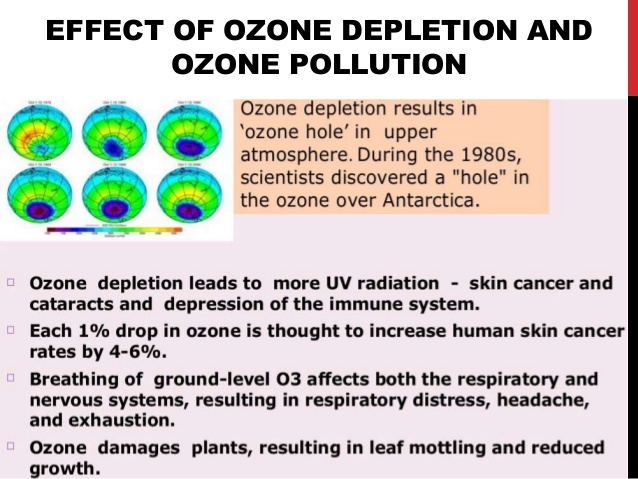 EFFECT OF OZONE DEPLETION AND
OZONE POLLUTION
Ozone depletion results in
‘ozone hole’ in upper
atmosphere. During the 1980s,
scientists discovered a "hole" in
the ozone over Antarctica.
Ozone depletion leads to more UV radiation - skin cancer and
cataracts and depression of the immune system.
Each 1% drop in ozone is thought to increase human skin cancer
rates by 4-6%.
Breathing of ground-level O3 affects both the respiratory and
nervous systems, resulting in respiratory distress, headache,
and exhaustion.
Ozone damages plants, resulting in leaf mottling and reduced
growth.